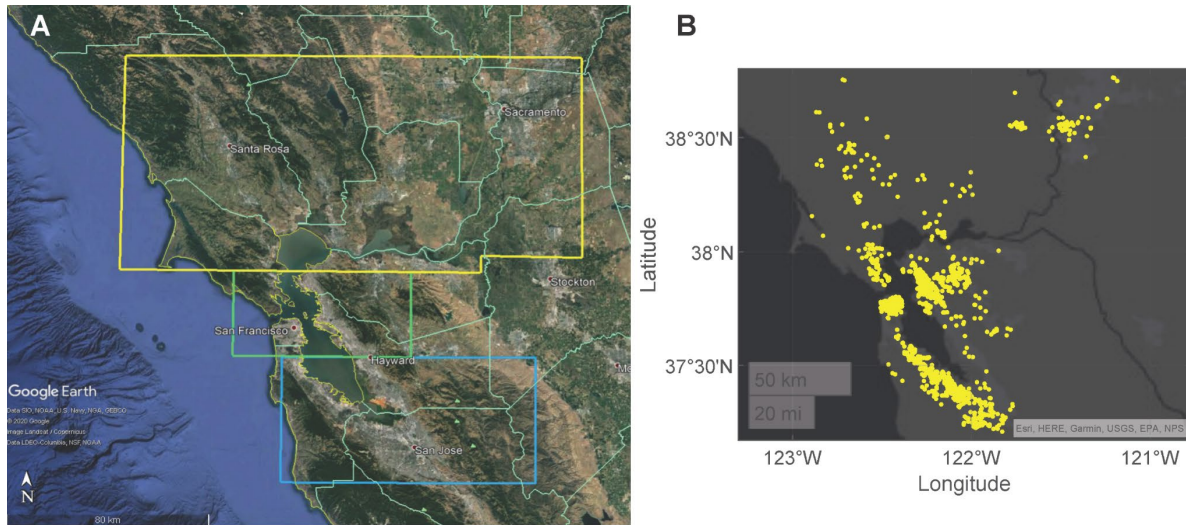 A
Sacramento
Santa Rosa
Stockton
San Francisco
Hayward
San Jose
Google Earth
Data SIO, NOAA, U.S. Navy, NGA, GEBCO
© 2020 Google
Image Landsat / Copernicus
Data LDEO-Columbia, NSF, NOAA
N
80 km
B
38°30'N
38°N
37°30'N
Latitude
50 km
20 mi
Esri, HERE, Garmin, USGS, EPA, NPS
123°W
122°W
121°W
Longitude